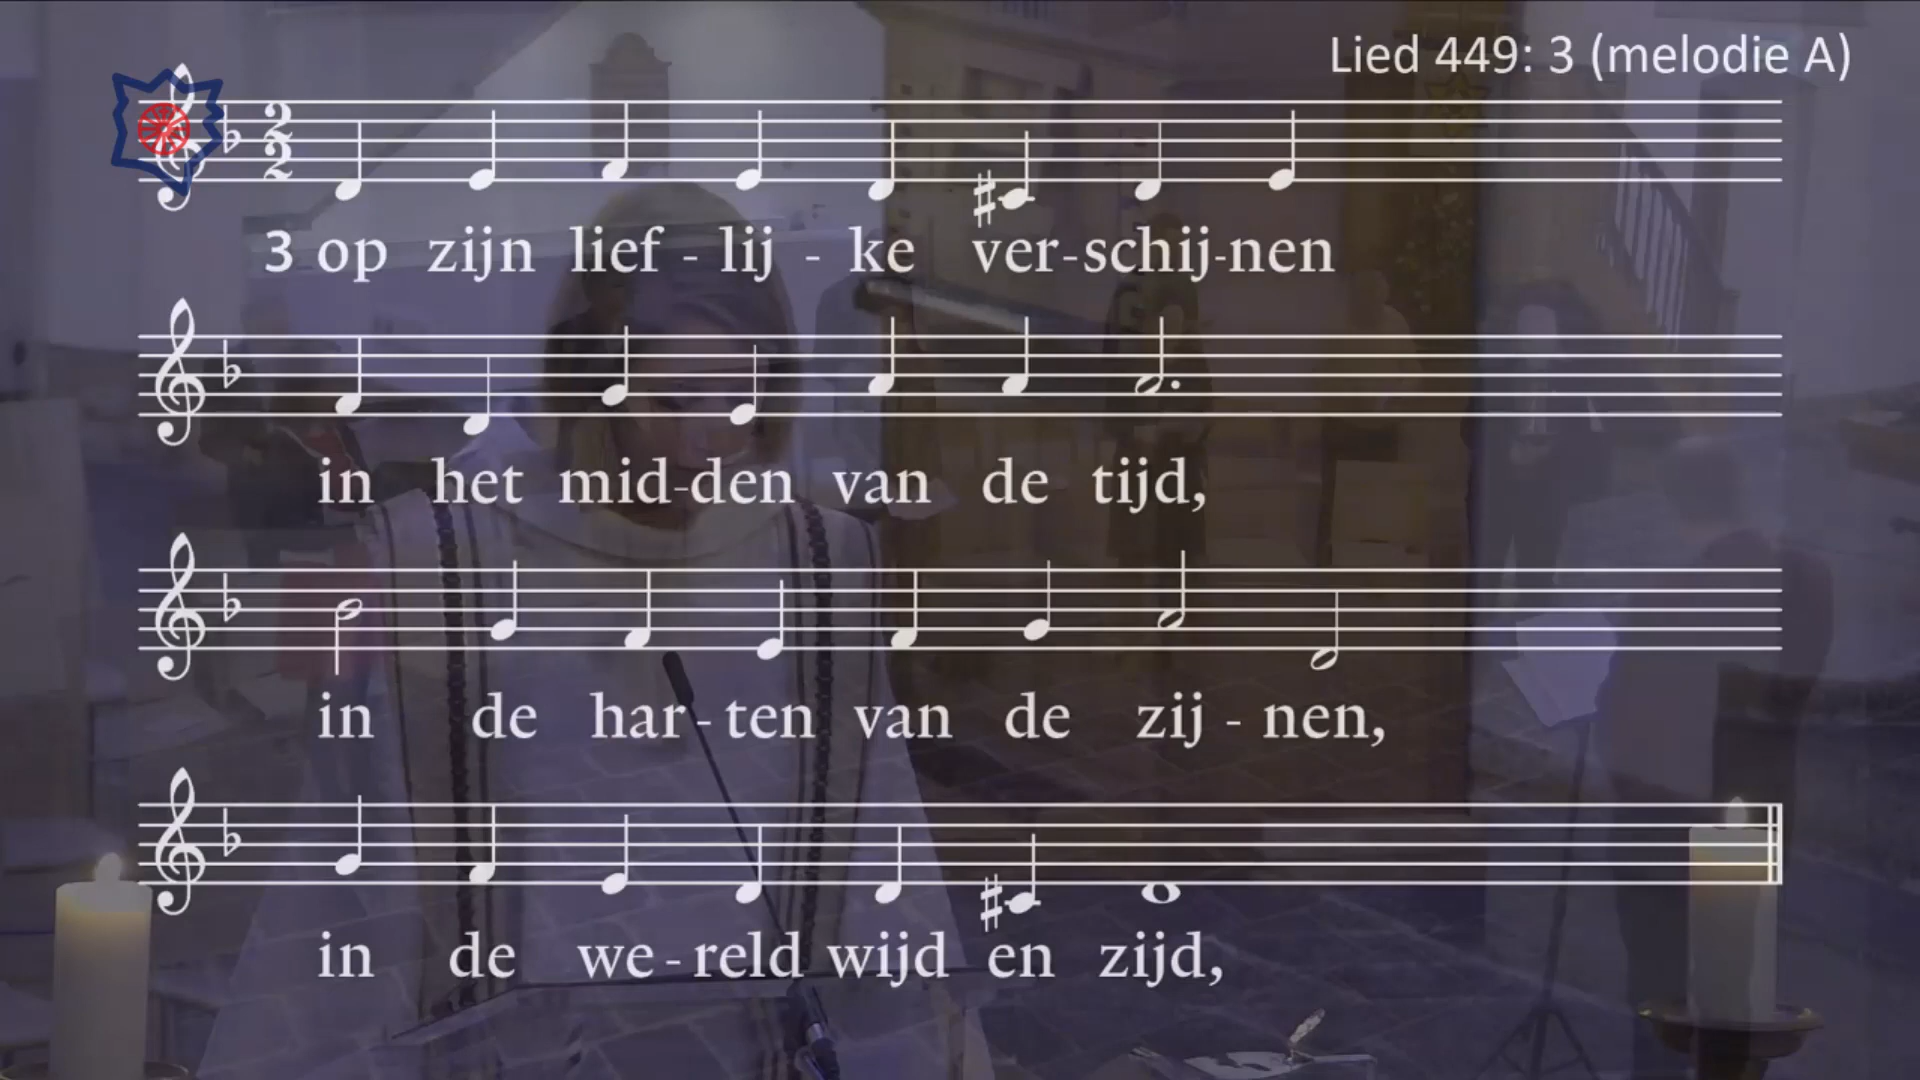 Lied 449: 3 (melodie A)
3 op zijn lief - lij - ke ver-schij-nen
in het mid-den van de tijd,
in de har-ten van de zij - nen,
in de we-reld wijd en zijd,